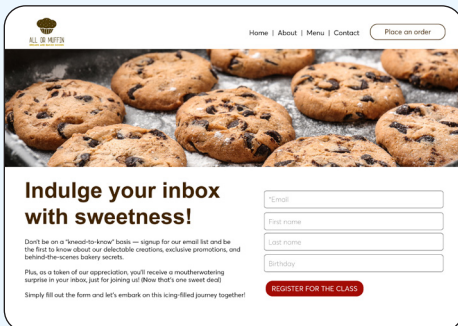 ALL OR MUFFIN
Home | About | Menu | Contact
Place an order
Indulge your inbox
with sweetness!
Don't be on a "knead-to-know" basis — signup for our email list and be
the first to know about our delectable creations, exclusive promotions, and
behind-the-scenes bakery secrets.
Plus, as a token of our appreciation, you'll receive a mouthwatering
surprise in your inbox, just for joining us! (Now that's one sweet deal)
Simply fill out the form and let's embark on this icing-filled journey together!
*Email
First name
Last name
Birthday
REGISTER FOR THE CLASS